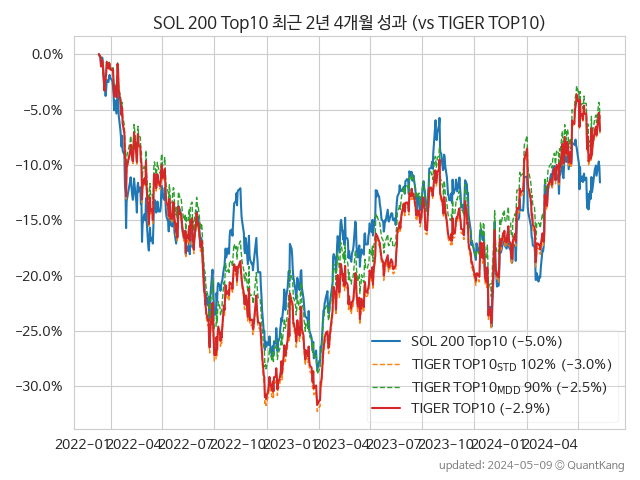 SOL 200 Top10 최근 2년 4개월 성과 (vs TIGER TOP10)
0.0%
−5.0%
−10.0%
−15.0%
−20.0%
−25.0%
−30.0%
SOL 200 Top10 (−5.0%)
TIGER TOP10STD 102% (−3.0%)
TIGER TOP10MDD 90% (−2.5%)
TIGER TOP10 (−2.9%)
2022-01 2022-04 2022-07 2022-10 2023-01 2023-04 2023-07 2023-10 2024-01 2024-04
updated: 2024-05-09 ⓒ QuantKang